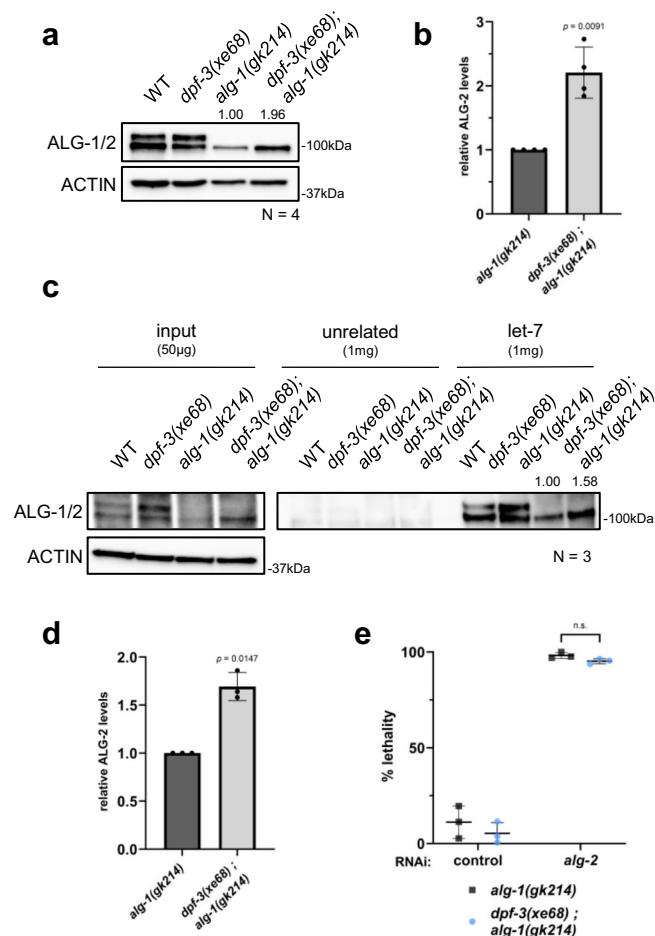 a
WT
dpf-3(xe68)
alg-1(gk214)
dpf-3(xe68);
alg-1(gk214)
1.00 1.96
ALG-1/2
-100kDa
ACTIN
-37kDa
N = 4
b
relative ALG-2 levels
3
2
1
0
p = 0.0091
alg-1(gk214)
dpf-3(xe68) ;
alg-1(gk214)
c
input
(50µg)
unrelated
(1mg)
let-7
(1mg)
WT
dpf-3(xe68)
alg-1(gk214)
dpf-3(xe68);
alg-1(gk214)
WT
dpf-3(xe68)
alg-1(gk214)
dpf-3(xe68);
alg-1(gk214)
WT
dpf-3(xe68)
alg-1(gk214)
dpf-3(xe68);
alg-1(gk214)
1.00 1.58
ALG-1/2
-100kDa
ACTIN
-37kDa
N = 3
d
relative ALG-2 levels
2.0
1.5
1.0
0.5
0.0
p = 0.0147
alg-1(gk214)
dpf-3(xe68) ;
alg-1(gk214)
e
n.s.
% lethality
100
50
0
RNAi: control alg-2
alg-1(gk214)
dpf-3(xe68) ;
alg-1(gk214)